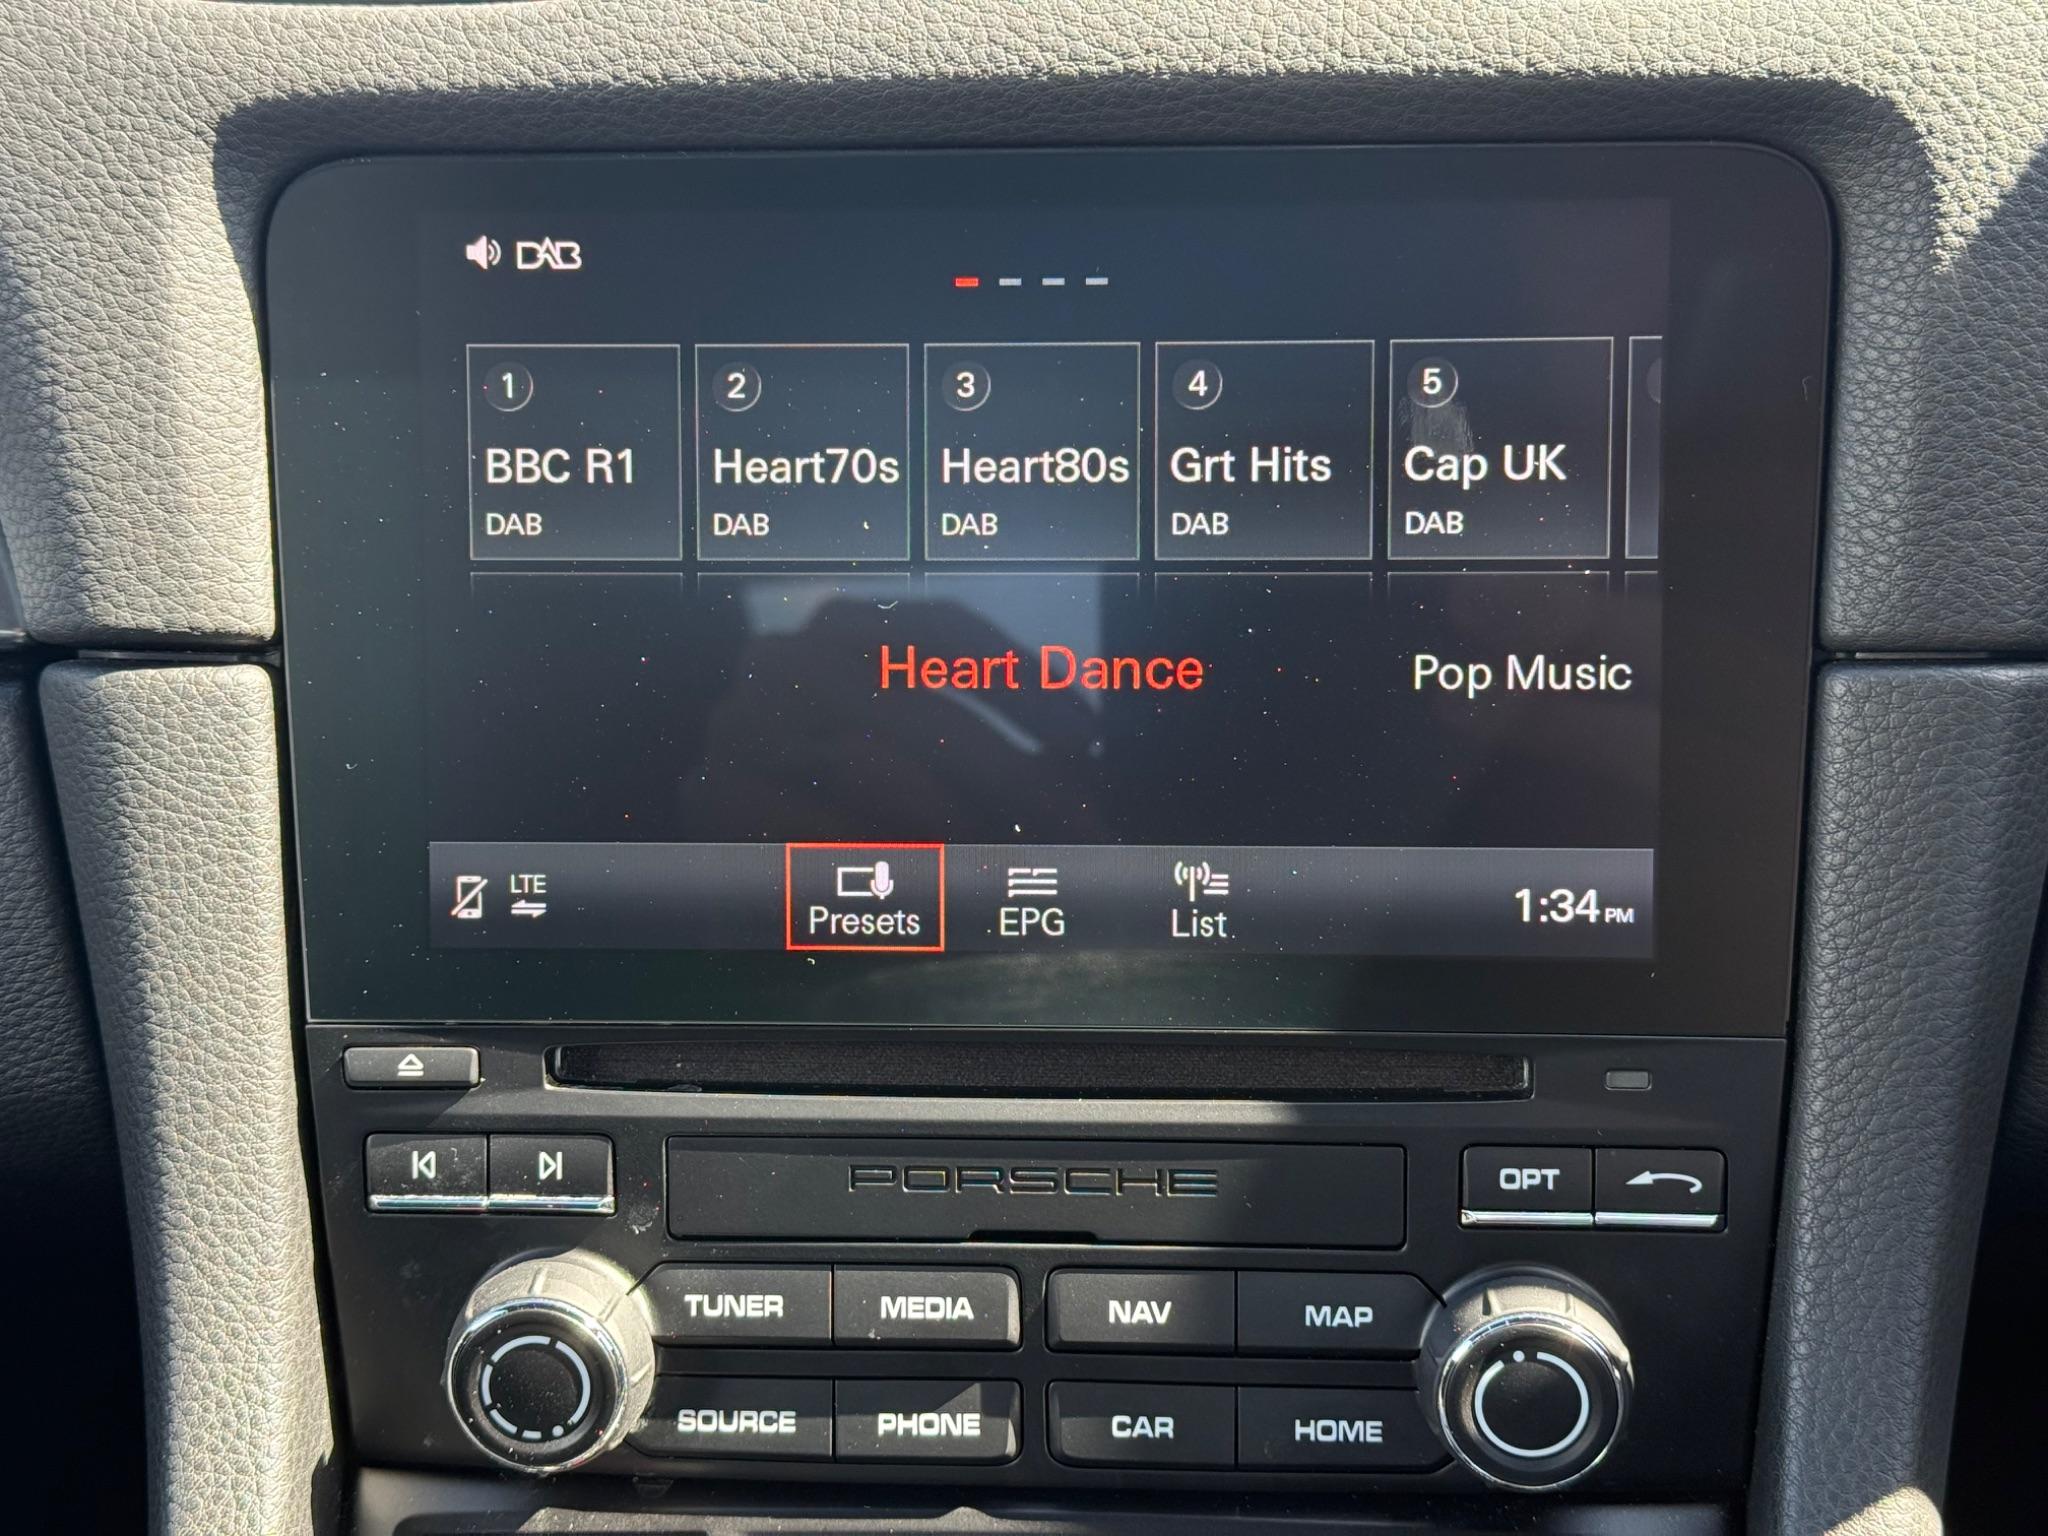 DAB
1 2 3 4 5
BBC R1 Heart70s Heart80s Grt Hits Cap UK
DAB DAB DAB DAB DAB
Heart Dance Pop Music
LTE
Presets EPG List 1:34 PM
PORSCHE OPT
TUNER MEDIA NAV MAP
SOURCE PHONE CAR HOME